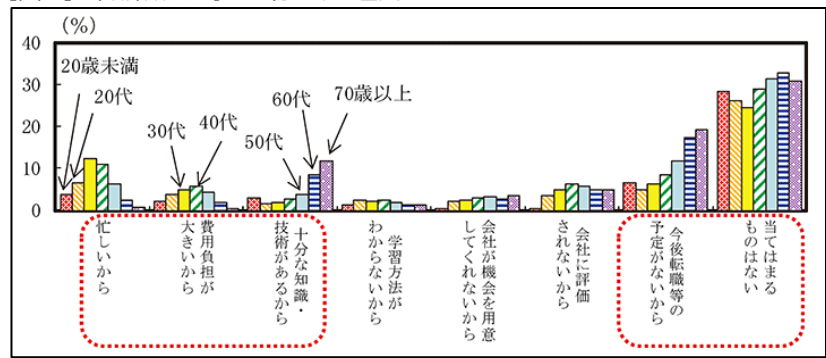 (%)
40
30
20
10
0
20歳未満
20代
30代
40代
50代
60代
70歳以上
忙しいから
費用負担が
大きいから
十分な知識・
技術があるから
学習方法が
わからないから
会社が機会を用意
してくれないから
会社に評価
されないから
今後転職等の
予定がないから
当てはまる
ものはない